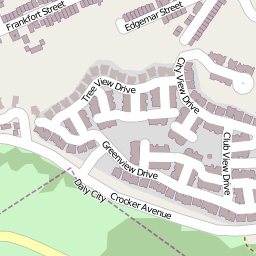 Frankfort Street
Edgemar Street
Tree View Drive
City View Drive
Club View Drive
Greenview Drive
Daly City
Crocker Avenue